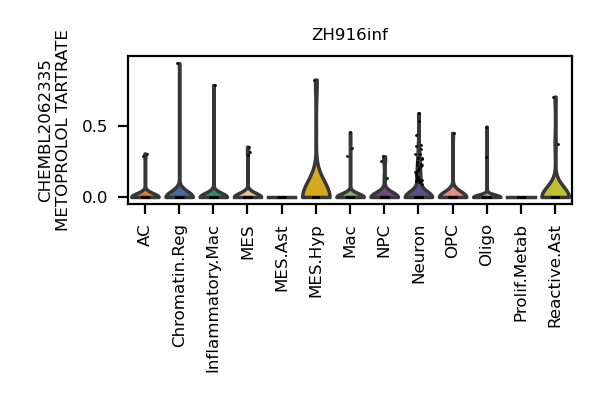 ZH916inf
CHEMBL2062335
METOPROLOL TARTRATE
0.5
0.0
AC
Chromatin.Reg
Inflammatory.Mac
MES
MES.Ast
MES.Hyp
Mac
NPC
Neuron
OPC
Oligo
Prolif.Metab
Reactive.Ast